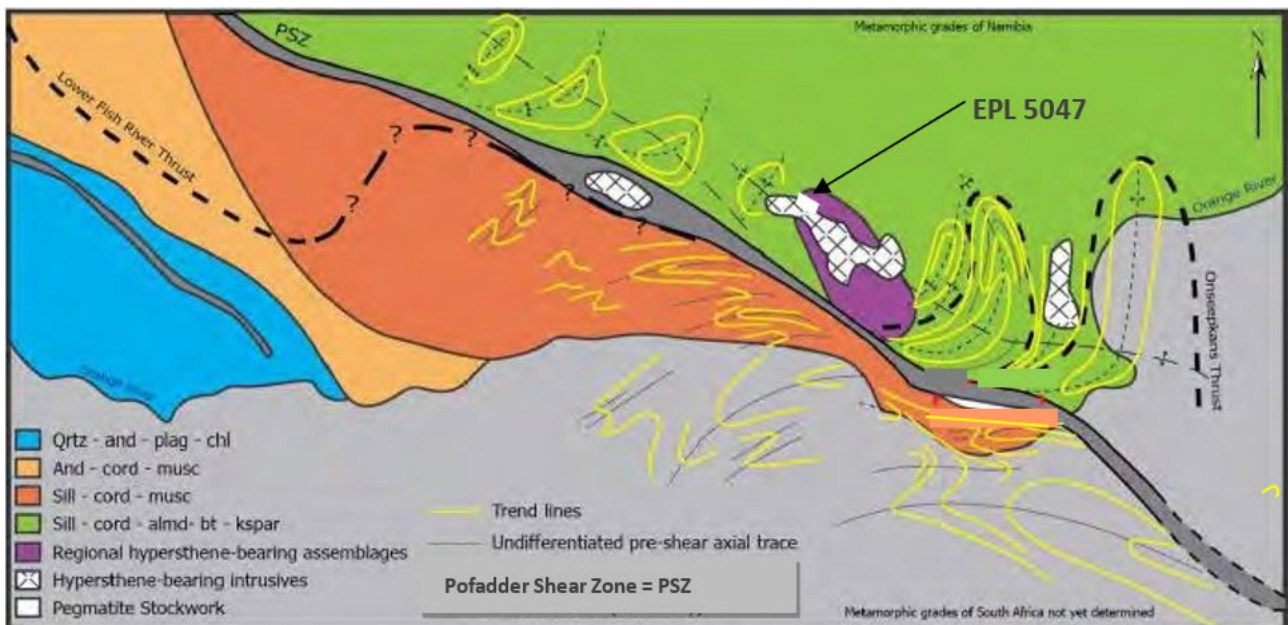 Metamorphic grades of Namibia
PSZ
N
EPL 5047
Lower Fish River Thrust
?
?
?
?
?
Orange River
Onseepkans Thrust
Orange River
Qrtz - and - plag - chl
And - cord - musc
Sill - cord - musc
Sill - cord - almd- bt - kspar
Regional hypersthene-bearing assemblages
Hypersthene-bearing intrusives
Pegmatite Stockwork
Trend lines
Undifferentiated pre-shear axial trace
Pofadder Shear Zone = PSZ
Metamorphic grades of South Africa not yet determined